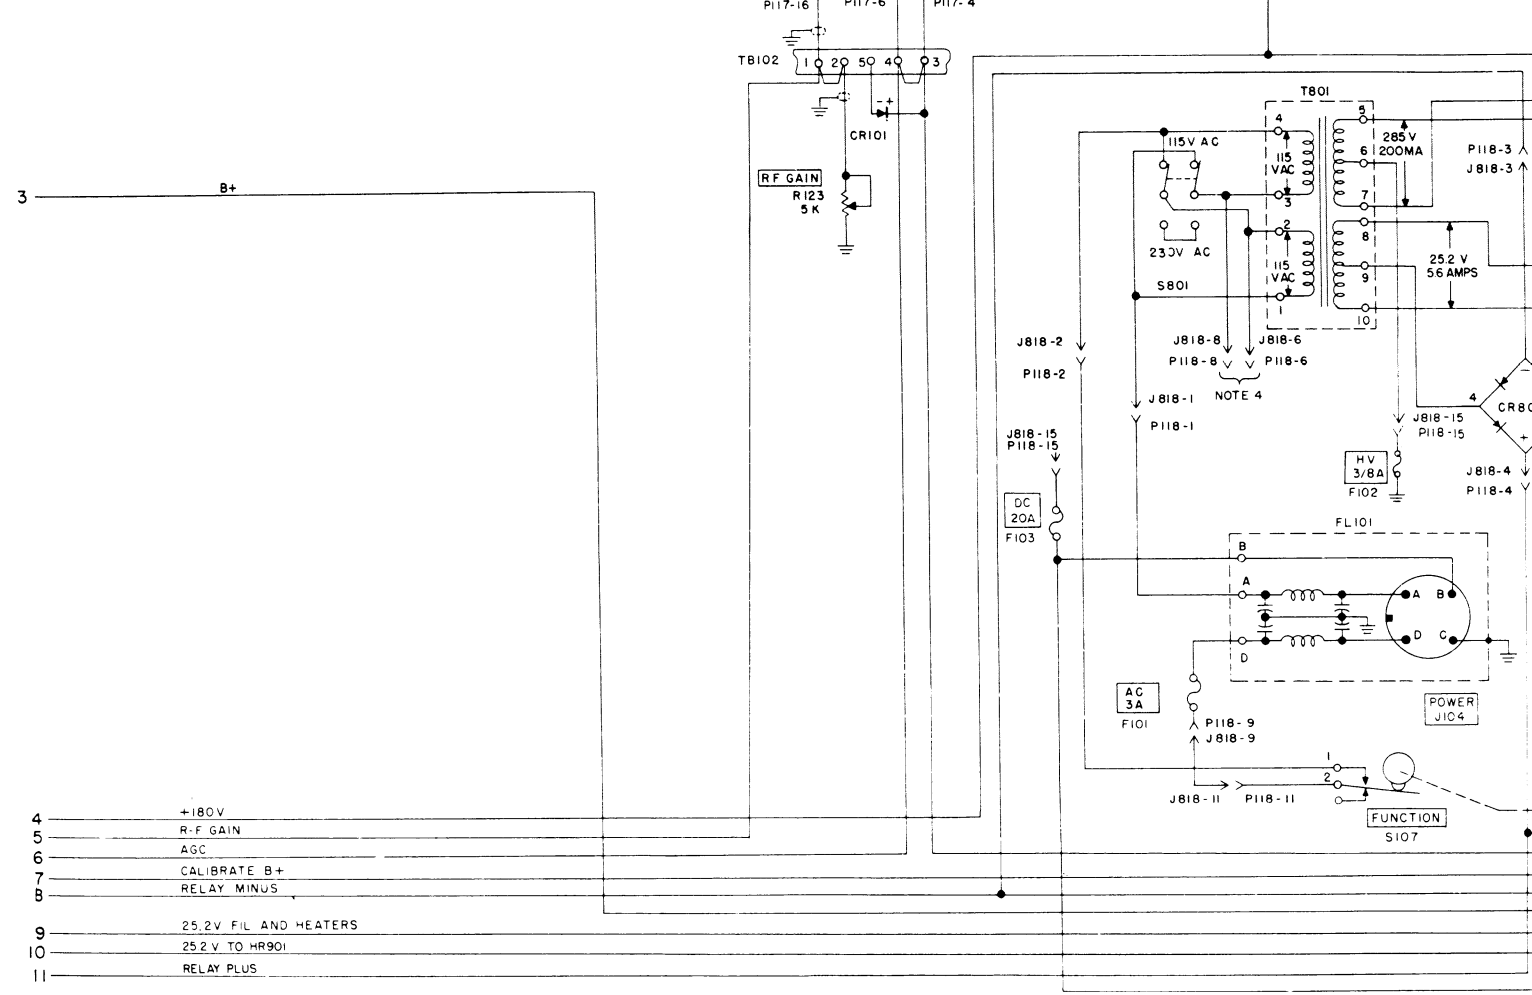 P117-16
P117-6
P117-4
TB102
1 2 5 4 3
- +
CR101
RF GAIN
R123
5K
3
B+
T801
4
115V AC
115
VAC
3
2
230V AC
115
VAC
S801
1
5
285V
200MA
6
7
8
25.2 V
5.6 AMPS
9
10
P118-3
J818-3
J818-2
P118-2
J818-8
P118-8
J818-6
P118-6
NOTE 4
J818-1
P118-1
4
−
+
J818-15
P118-15
J818-15
P118-15
HV
3/8A
F102
J818-4
P118-4
DC
20A
F103
FL101
B
A
A B
D C
D
AC
3A
F101
P118-9
J818-9
POWER
J104
1
2
J818-11
P118-11
FUNCTION
S107
4
+180V
5
R-F GAIN
6
AGC
7
CALIBRATE B+
8
RELAY MINUS
9
25.2V FIL AND HEATERS
10
25.2 V TO HR901
11
RELAY PLUS